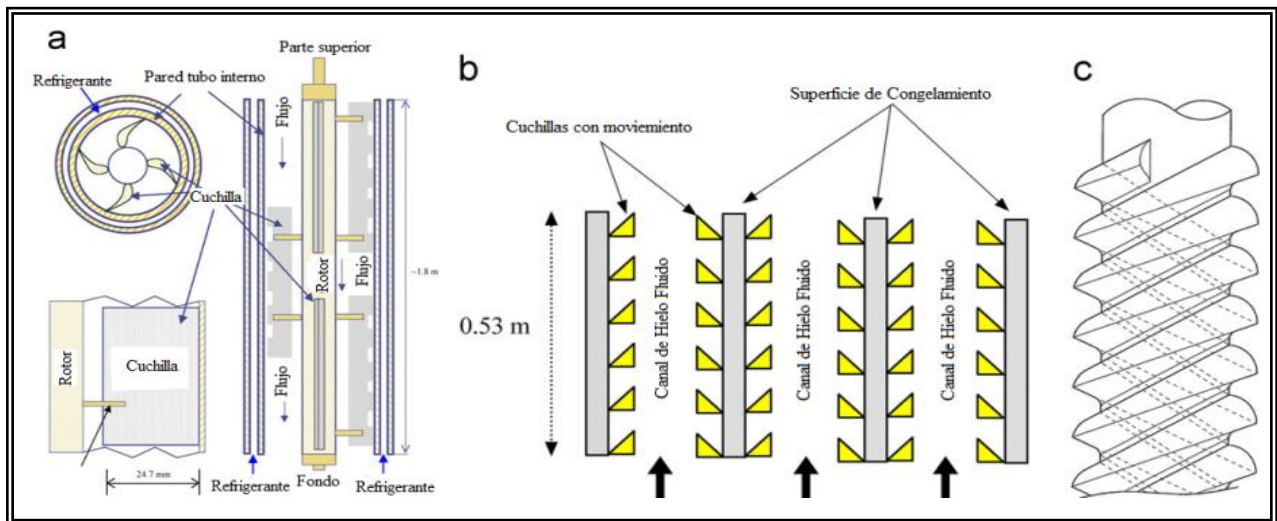 a
Parte superior
Refrigerante
Pared tubo interno
Flujo
Cuchilla
Rotor
Flujo
~1.8 m
Flujo
Rotor
Cuchilla
24.7 mm
Refrigerante
Fondo
Refrigerante
b
Superficie de Congelamiento
Cuchillas con moviemiento
0.53 m
Canal de Hielo Fluido
Canal de Hielo Fluido
Canal de Hielo Fluido
c